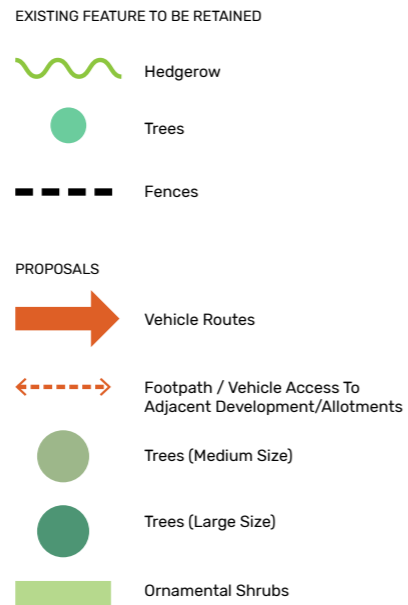 EXISTING FEATURE TO BE RETAINED
Hedgerow
Trees
Fences
PROPOSALS
Vehicle Routes
Footpath / Vehicle Access To
Adjacent Development/Allotments
Trees (Medium Size)
Trees (Large Size)
Ornamental Shrubs